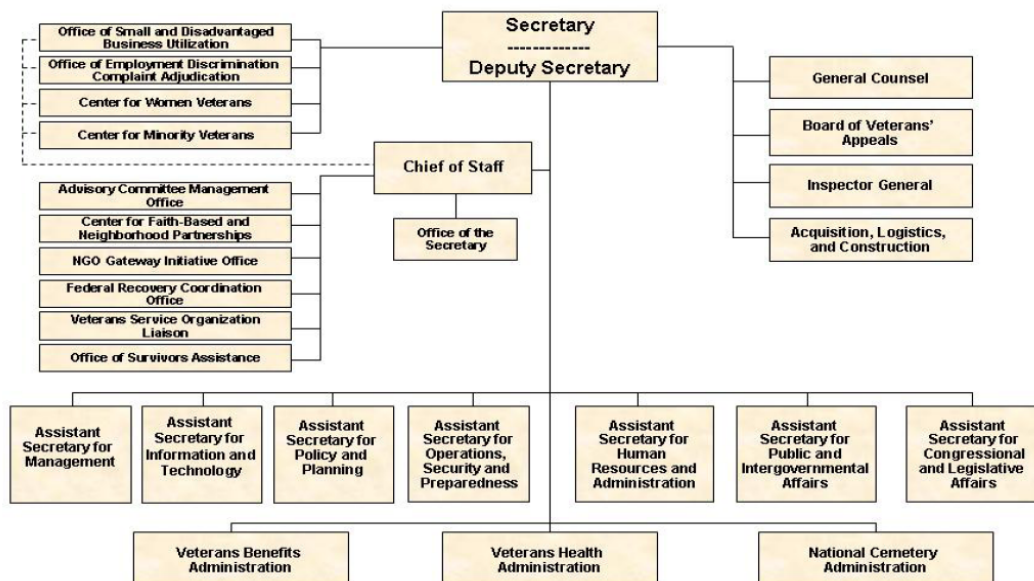 Secretary
-------------
Deputy Secretary
Office of Small and Disadvantaged
Business Utilization
Office of Employment Discrimination
Complaint Adjudication
Center for Women Veterans
Center for Minority Veterans
General Counsel
Board of Veterans'
Appeals
Inspector General
Acquisition, Logistics,
and Construction
Chief of Staff
Office of the
Secretary
Advisory Committee Management
Office
Center for Faith-Based and
Neighborhood Partnerships
NGO Gateway Initiative Office
Federal Recovery Coordination
Office
Veterans Service Organization
Liaison
Office of Survivors Assistance
Assistant
Secretary for
Management
Assistant
Secretary for
Information and
Technology
Assistant
Secretary for
Policy and
Planning
Assistant
Secretary for
Operations,
Security and
Preparedness
Assistant
Secretary for
Human
Resources and
Administration
Assistant
Secretary for
Public and
Intergovernmental
Affairs
Assistant
Secretary for
Congressional
and Legislative
Affairs
Veterans Benefits
Administration
Veterans Health
Administration
National Cemetery
Administration